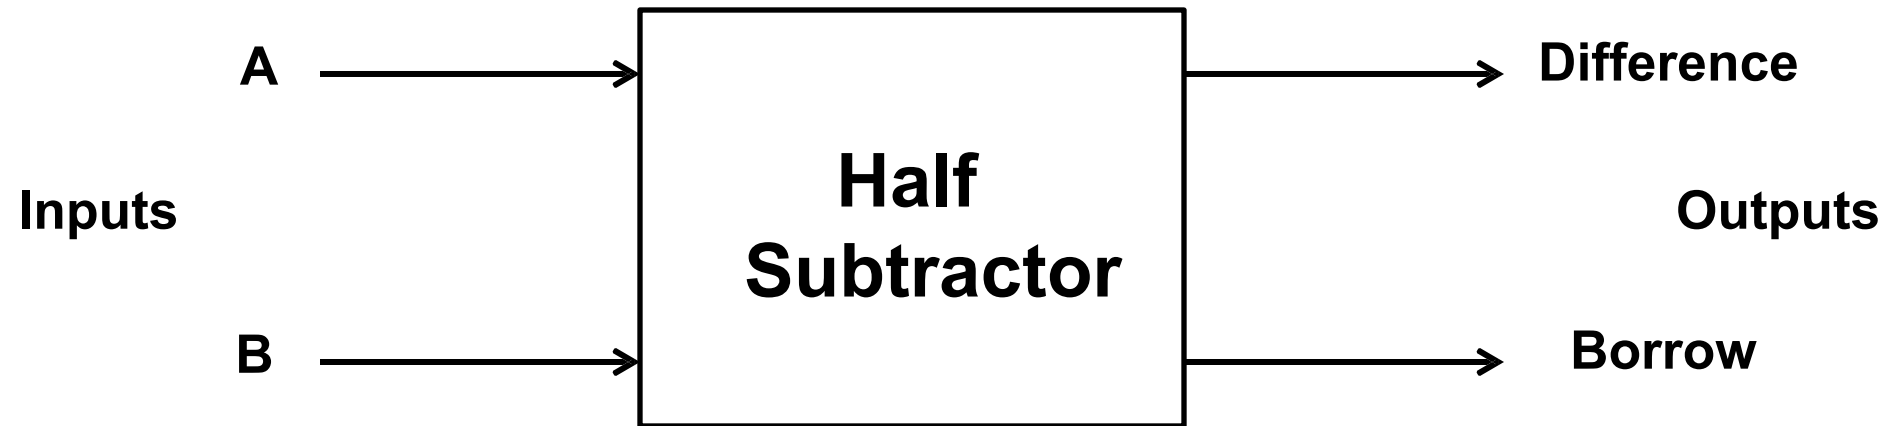 A
Difference
Half
Inputs
Outputs
Subtractor
B
Borrow